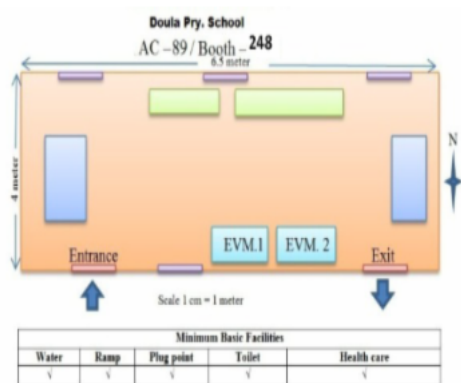 Doula Pry. School
AC –89 / Booth – 248
6.5 meter
4 meter
N
EVM.1
EVM. 2
Entrance
Exit
Scale 1 cm = 1 meter
Minimum Basic Facilities
Water Ramp Plug point Toilet Health care
√ √ √ √ √